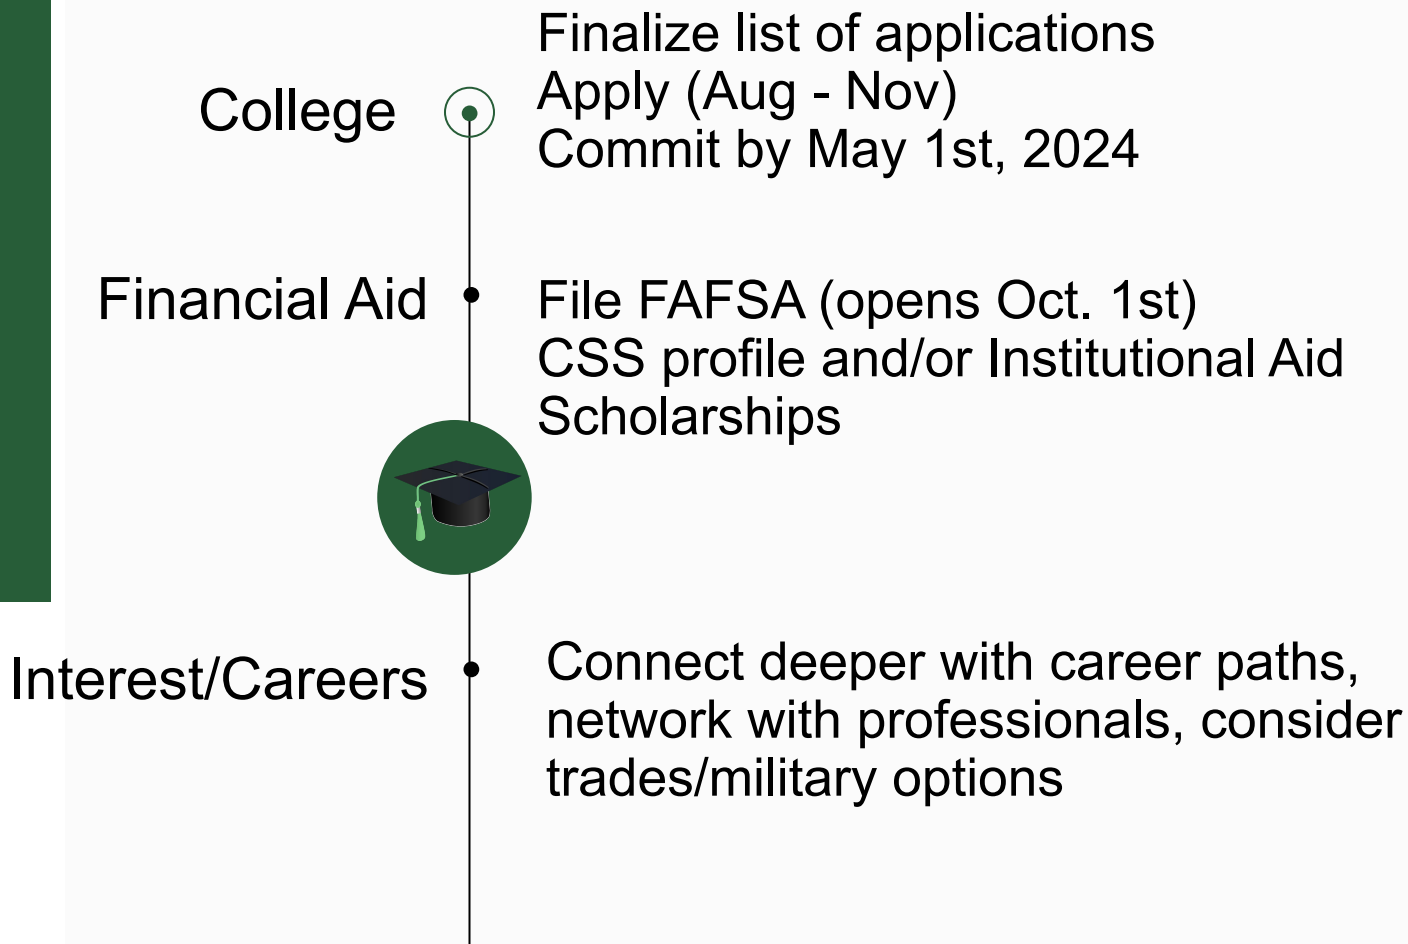 College
Finalize list of applications
Apply (Aug - Nov)
Commit by May 1st, 2024
Financial Aid
File FAFSA (opens Oct. 1st)
CSS profile and/or Institutional Aid
Scholarships
Interest/Careers
Connect deeper with career paths,
network with professionals, consider
trades/military options